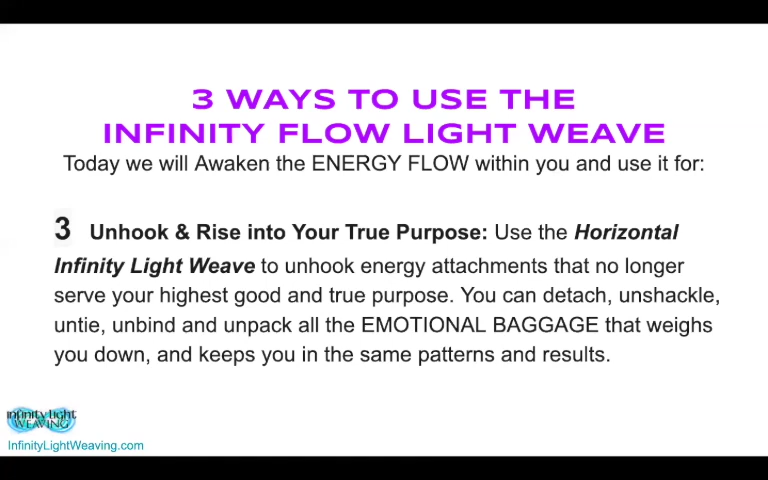 3 WAYS TO USE THE
INFINITY FLOW LIGHT WEAVE
Today we will Awaken the ENERGY FLOW within you and use it for:
3 Unhook & Rise into Your True Purpose: Use the Horizontal
Infinity Light Weave to unhook energy attachments that no longer
serve your highest good and true purpose. You can detach, unshackle,
untie, unbind and unpack all the EMOTIONAL BAGGAGE that weighs
you down, and keeps you in the same patterns and results.
infinity light
WEAVING
InfinityLightWeaving.com